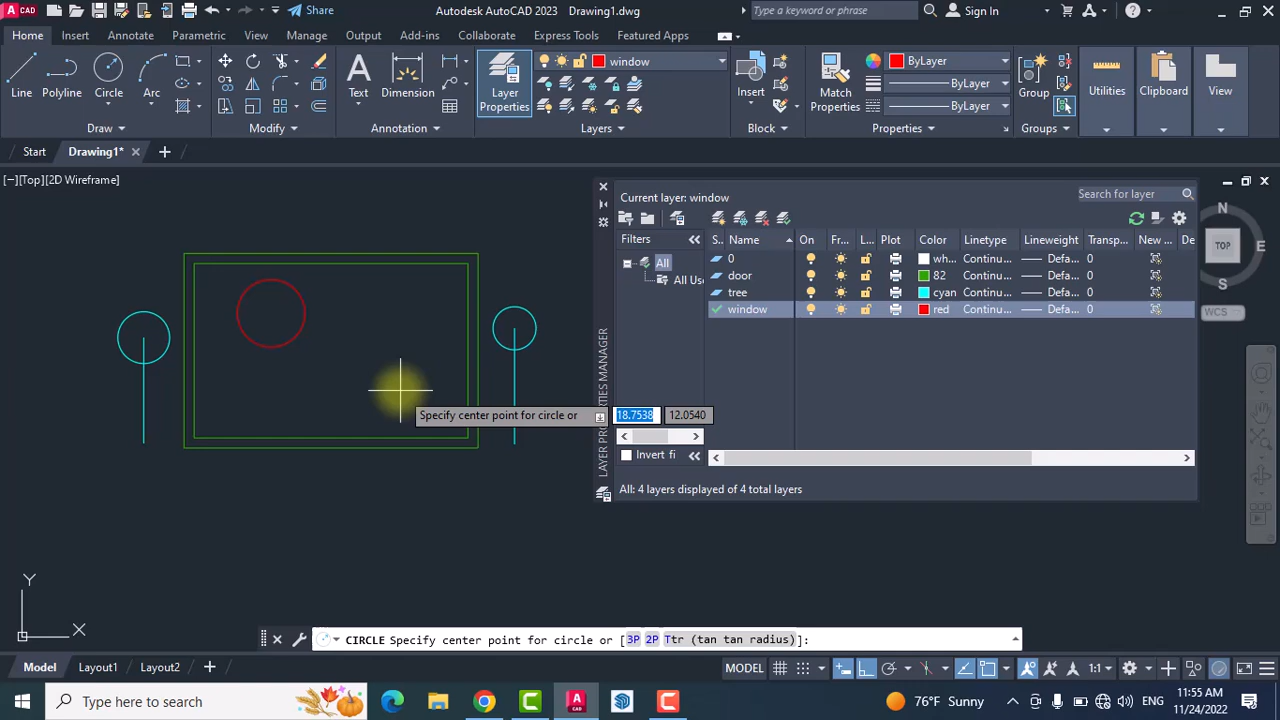 CAD
Share
Autodesk AutoCAD 2023 Drawing1.dwg
Type a keyword or phrase
Sign In
Home Insert Annotate Parametric View Manage Output Add-ins Collaborate Express Tools Featured Apps
Line Polyline Circle Arc
Text Dimension
Layer Properties
window
Insert
Match Properties
ByLayer
ByLayer
ByLayer
Group
Utilities
Clipboard
View
Draw Modify Annotation Layers Block Properties Groups
Start Drawing1*
[−][Top][2D Wireframe]
Current layer: window
Search for layer
Filters
S.. Name On Fr... L... Plot Color Linetype Lineweight Transp... New ... De
All
All Use
0 wh... Continu... Defa... 0
door 82 Continu... Defa... 0
tree cyan Continu... Defa... 0
window red Continu... Defa... 0
N
TOP
E
S
WCS
Specify center point for circle or 18.7538 12.0540
Invert fi
LAYER PROPERTIES MANAGER
All: 4 layers displayed of 4 total layers
Y
X
CIRCLE Specify center point for circle or [3P 2P Ttr (tan tan radius)]:
Model Layout1 Layout2
MODEL
1:1
Type here to search
76°F Sunny
ENG
11:55 AM
11/24/2022